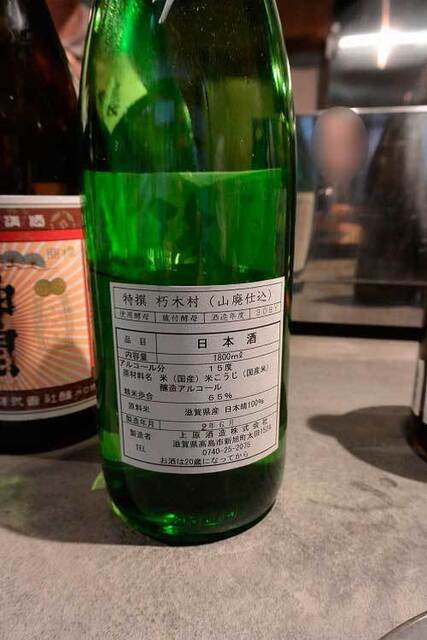 特撰 朽木村（山廃仕込）
使用酵母 蔵付酵母 酒造年度 30BY
品目 日本酒
内容量 1800mℓ
アルコール分 15度
原材料名 米（国産）米こうじ（国産米）
醸造アルコール
精米歩合 65%
原料米 滋賀県産 日本晴100%
製造年月 2年6月
製造者 上原酒造株式会社
滋賀県高島市新旭町太田1524
TEL 0740-25-2075
お酒は20歳になってから